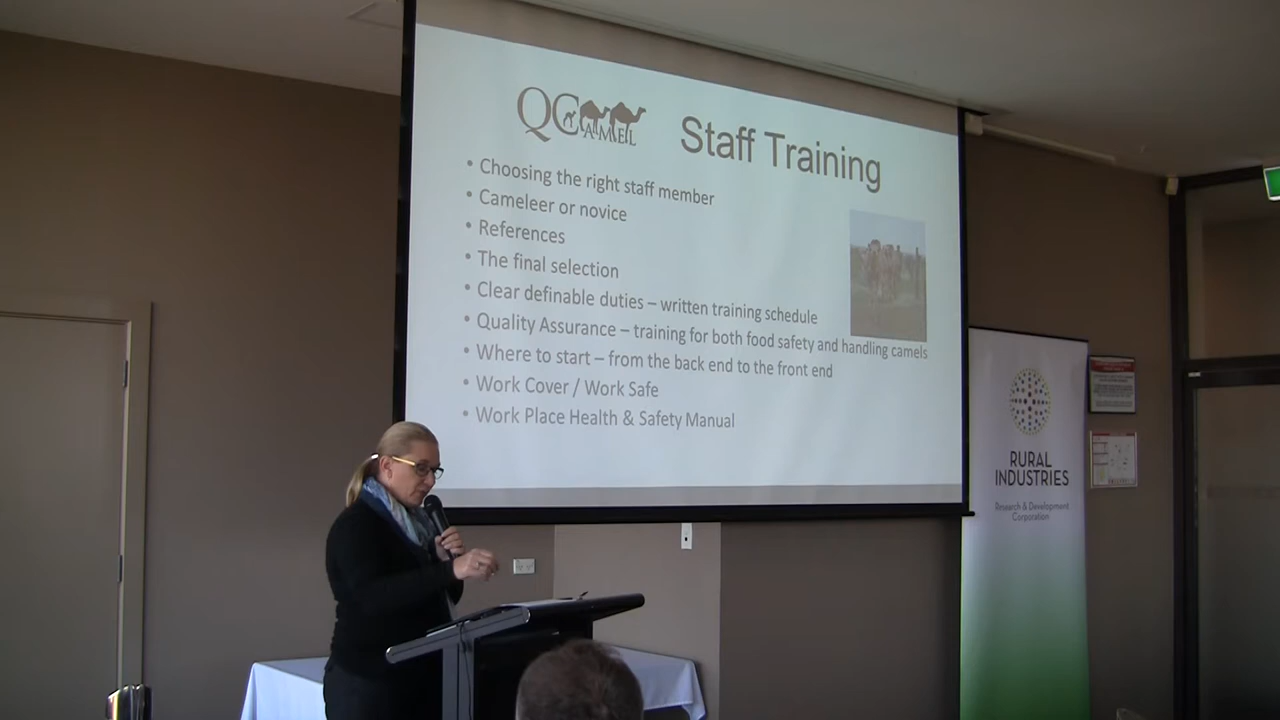 QCAMEL
Staff Training
• Choosing the right staff member
• Cameleer or novice
• References
• The final selection
• Clear definable duties – written training schedule
• Quality Assurance – training for both food safety and handling camels
• Where to start – from the back end to the front end
• Work Cover / Work Safe
• Work Place Health & Safety Manual
RURAL
INDUSTRIES
Research & Development
Corporation